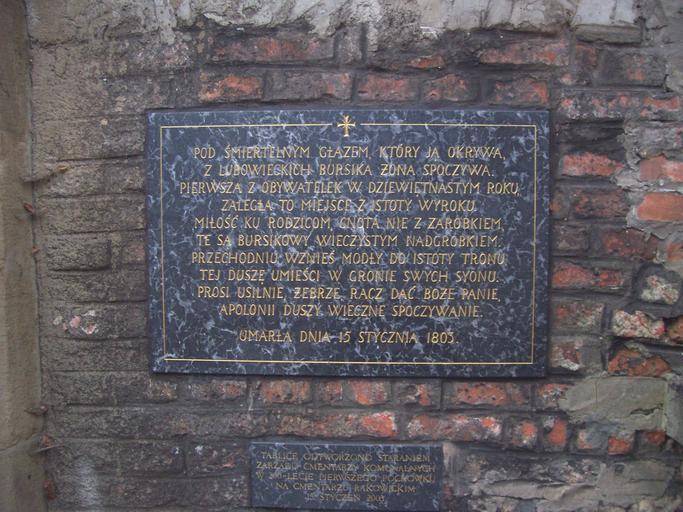 POD ŚMIERTELNYM GŁAZEM, KTÓRY JĄ OKRYWA,
Z LUBOWIECKICH BURSIKA ŻONA SPOCZYWA.
PIERWSZA Z OBYWATELEK W DZIEWIĘTNASTYM ROKU,
ZALEGŁA TO MIEJSCE Z ISTOTY WYROKU.
MIŁOŚĆ KU RODZICOM, CNOTA NIE Z ZAROBKIEM,
TE SĄ BURSIKOWY WIECZYSTYM NADGROBKIEM.
PRZECHODNIU WZNIEŚ MODŁY DO ISTOTY TRONU
TEJ DUSZĘ UMIEŚCI W GRONIE SWYCH SYONU.
PROSI USILNIE, ŻEBRZE, RACZ DAĆ BOŻE PANIE,
APOLONII DUSZY WIECZNE SPOCZYWANIE.
UMARŁA DNIA 15 STYCZNIA 1803.
TABLICĘ ODTWORZONO STARANIEM
ZARZĄDU CMENTARZY KOMUNALNYCH
W 200-LECIE PIERWSZEGO POCHÓWKU
NA CMENTARZU RAKOWICKIM
15 STYCZEŃ 2003